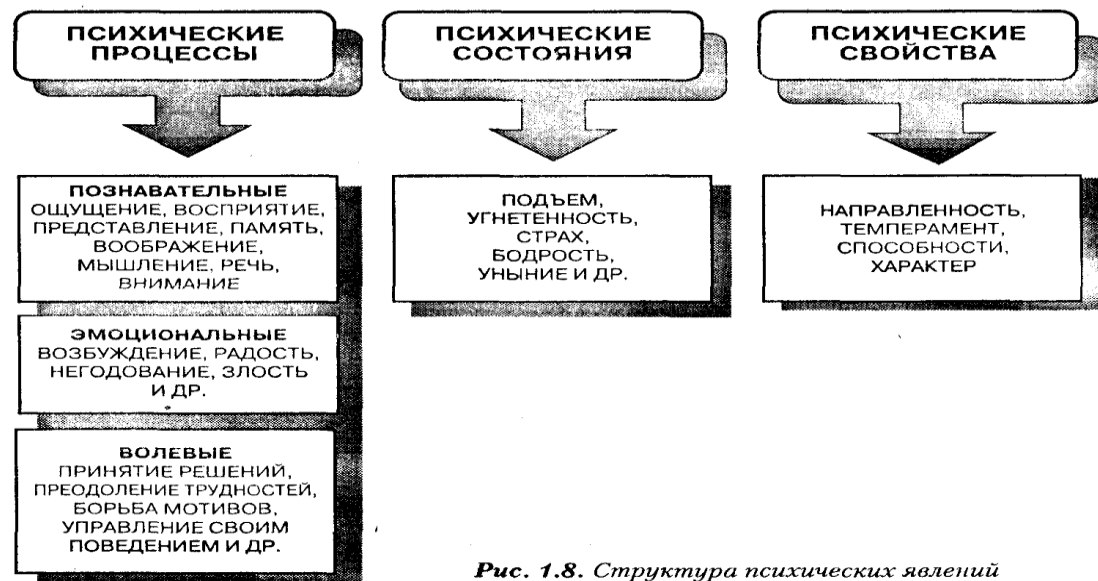 ПСИХИЧЕСКИЕ
ПРОЦЕССЫ
ПОЗНАВАТЕЛЬНЫЕ
ОЩУЩЕНИЕ, ВОСПРИЯТИЕ,
ПРЕДСТАВЛЕНИЕ, ПАМЯТЬ,
ВООБРАЖЕНИЕ,
МЫШЛЕНИЕ, РЕЧЬ,
ВНИМАНИЕ
ЭМОЦИОНАЛЬНЫЕ
ВОЗБУЖДЕНИЕ, РАДОСТЬ,
НЕГОДОВАНИЕ, ЗЛОСТЬ
И ДР.
ВОЛЕВЫЕ
ПРИНЯТИЕ РЕШЕНИЙ,
ПРЕОДОЛЕНИЕ ТРУДНОСТЕЙ,
БОРЬБА МОТИВОВ,
УПРАВЛЕНИЕ СВОИМ
ПОВЕДЕНИЕМ И ДР.
ПСИХИЧЕСКИЕ
СОСТОЯНИЯ
ПОДЪЕМ,
УГНЕТЕННОСТЬ,
СТРАХ,
БОДРОСТЬ,
УНЫНИЕ И ДР.
ПСИХИЧЕСКИЕ
СВОЙСТВА
НАПРАВЛЕННОСТЬ,
ТЕМПЕРАМЕНТ,
СПОСОБНОСТИ,
ХАРАКТЕР
Рис. 1.8. Структура психических явлений